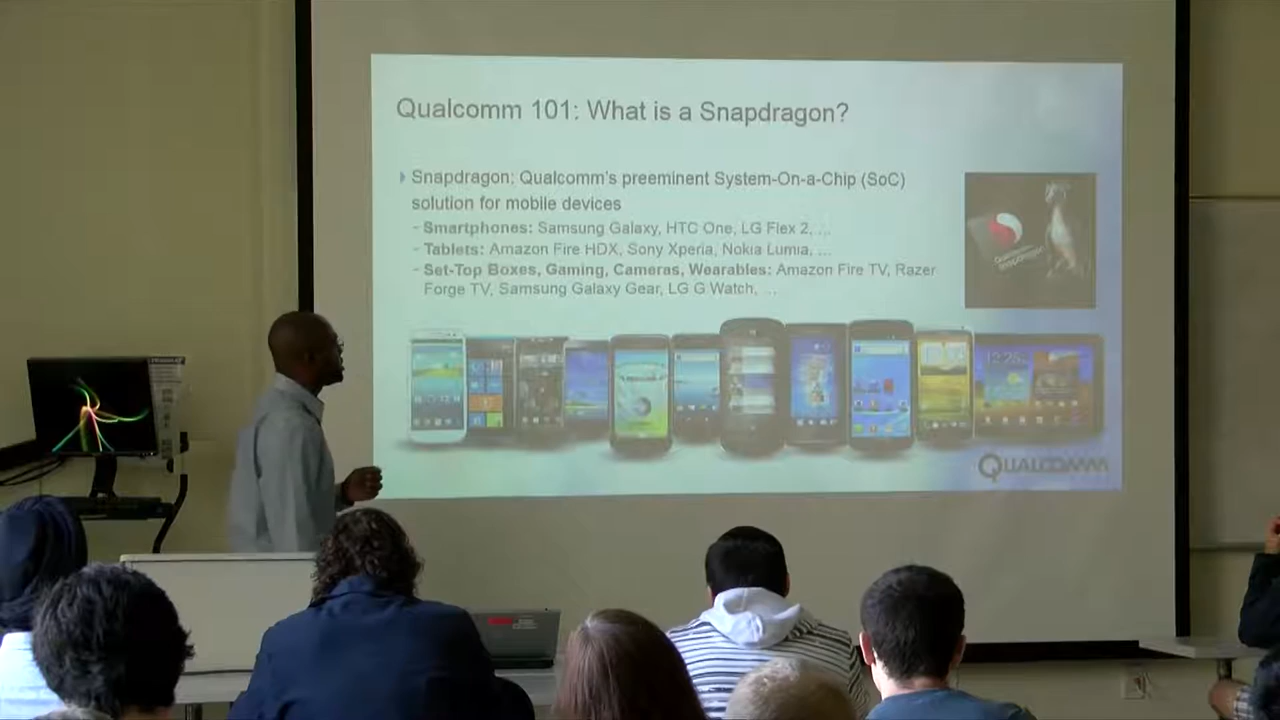 Qualcomm 101: What is a Snapdragon?
Snapdragon: Qualcomm's preeminent System-On-a-Chip (SoC)
solution for mobile devices
- Smartphones: Samsung Galaxy, HTC One, LG Flex 2, ...
- Tablets: Amazon Fire HDX, Sony Xperia, Nokia Lumia, ...
- Set-Top Boxes, Gaming, Cameras, Wearables: Amazon Fire TV, Razer
Forge TV, Samsung Galaxy Gear, LG G Watch, ...
12:25
QUALCOMM